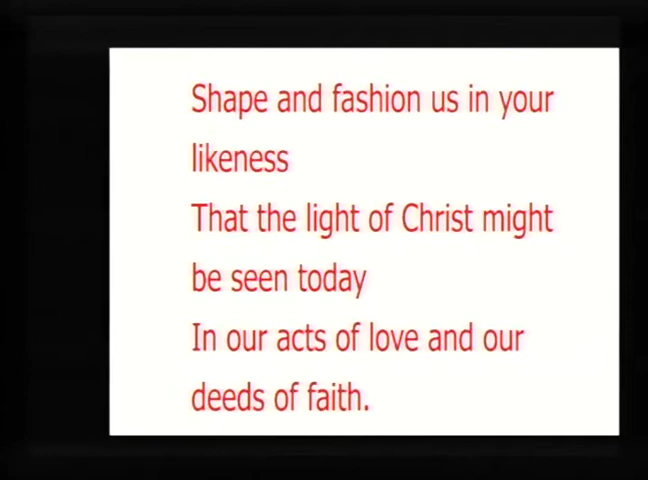 Shape and fashion us in your
likeness
That the light of Christ might
be seen today
In our acts of love and our
deeds of faith.